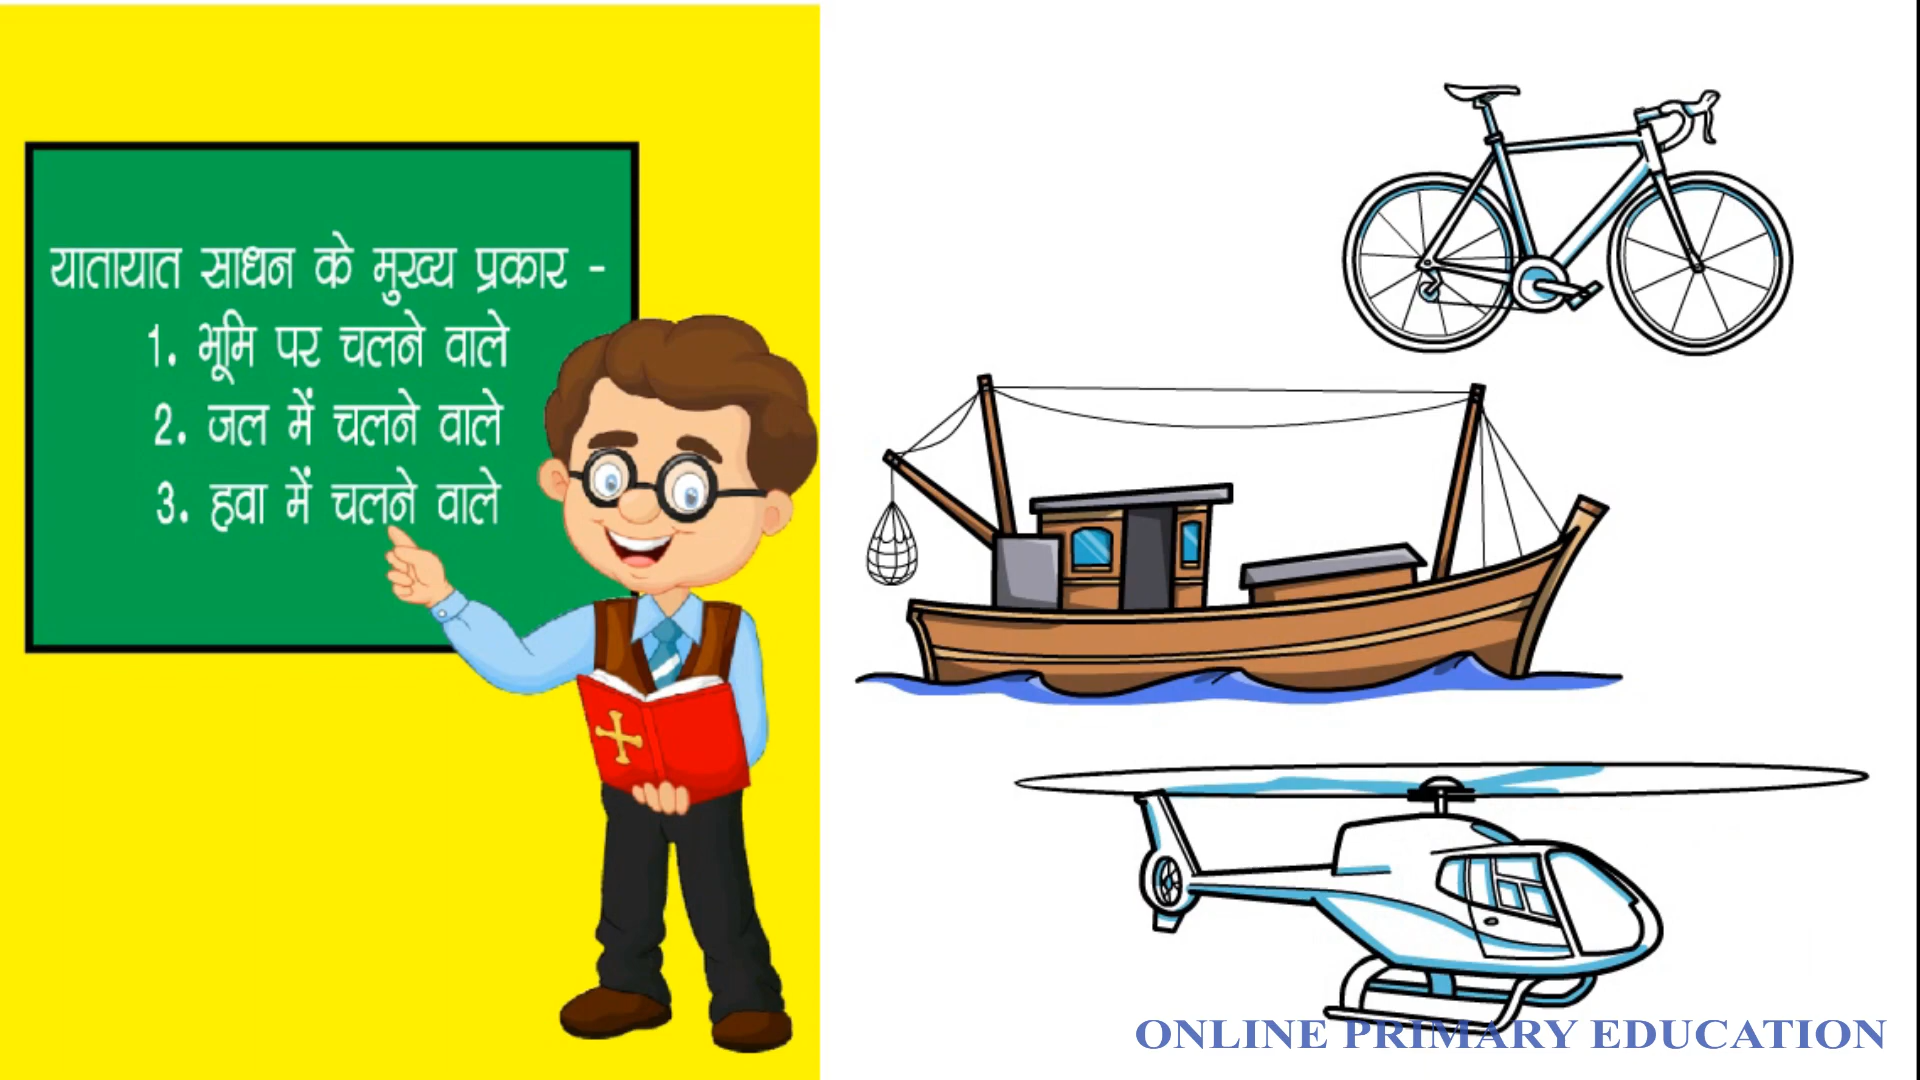 यातायात साधन के मुख्य प्रकार -
1. भूमि पर चलने वाले
2. जल में चलने वाले
3. हवा में चलने वाले
ONLINE PRIMARY EDUCATION